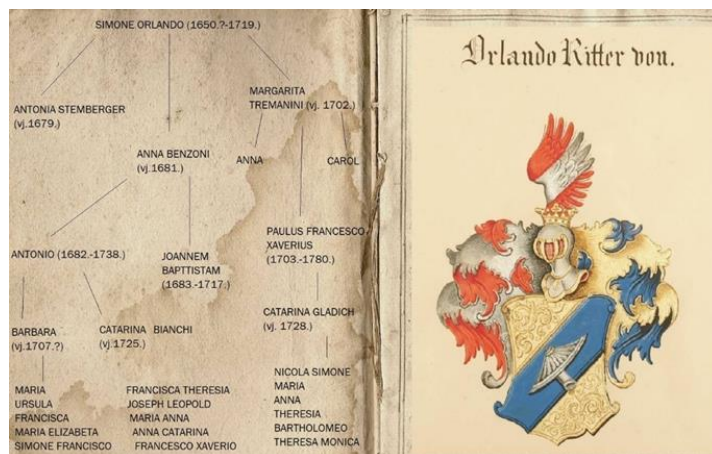 SIMONE ORLANDO (1650.?-1719.)
ANTONIA STEMBERGER
(vj.1679.)
MARGARITA
TREMANINI (vj. 1702.)
ANNA BENZONI
(vj.1681.)
ANNA
CAROL
ANTONIO (1682.-1738.)
JOANNEM
BAPTTISTAM
(1683.-1717.)
PAULUS FRANCESCO
XAVERIUS
(1703.-1780.)
BARBARA
(vj.1707.?)
CATARINA BIANCHI
(vj.1725.)
CATARINA GLADICH
(vj. 1728.)
MARIA
URSULA
FRANCISCA
MARIA ELIZABETA
SIMONE FRANCISCO
FRANCISCA THERESIA
JOSEPH LEOPOLD
MARIA ANNA
ANNA CATARINA
FRANCESCO XAVERIO
NICOLA SIMONE
MARIA
ANNA
THERESIA
BARTHOLOMEO
THERESA MONICA
Orlando Ritter von.